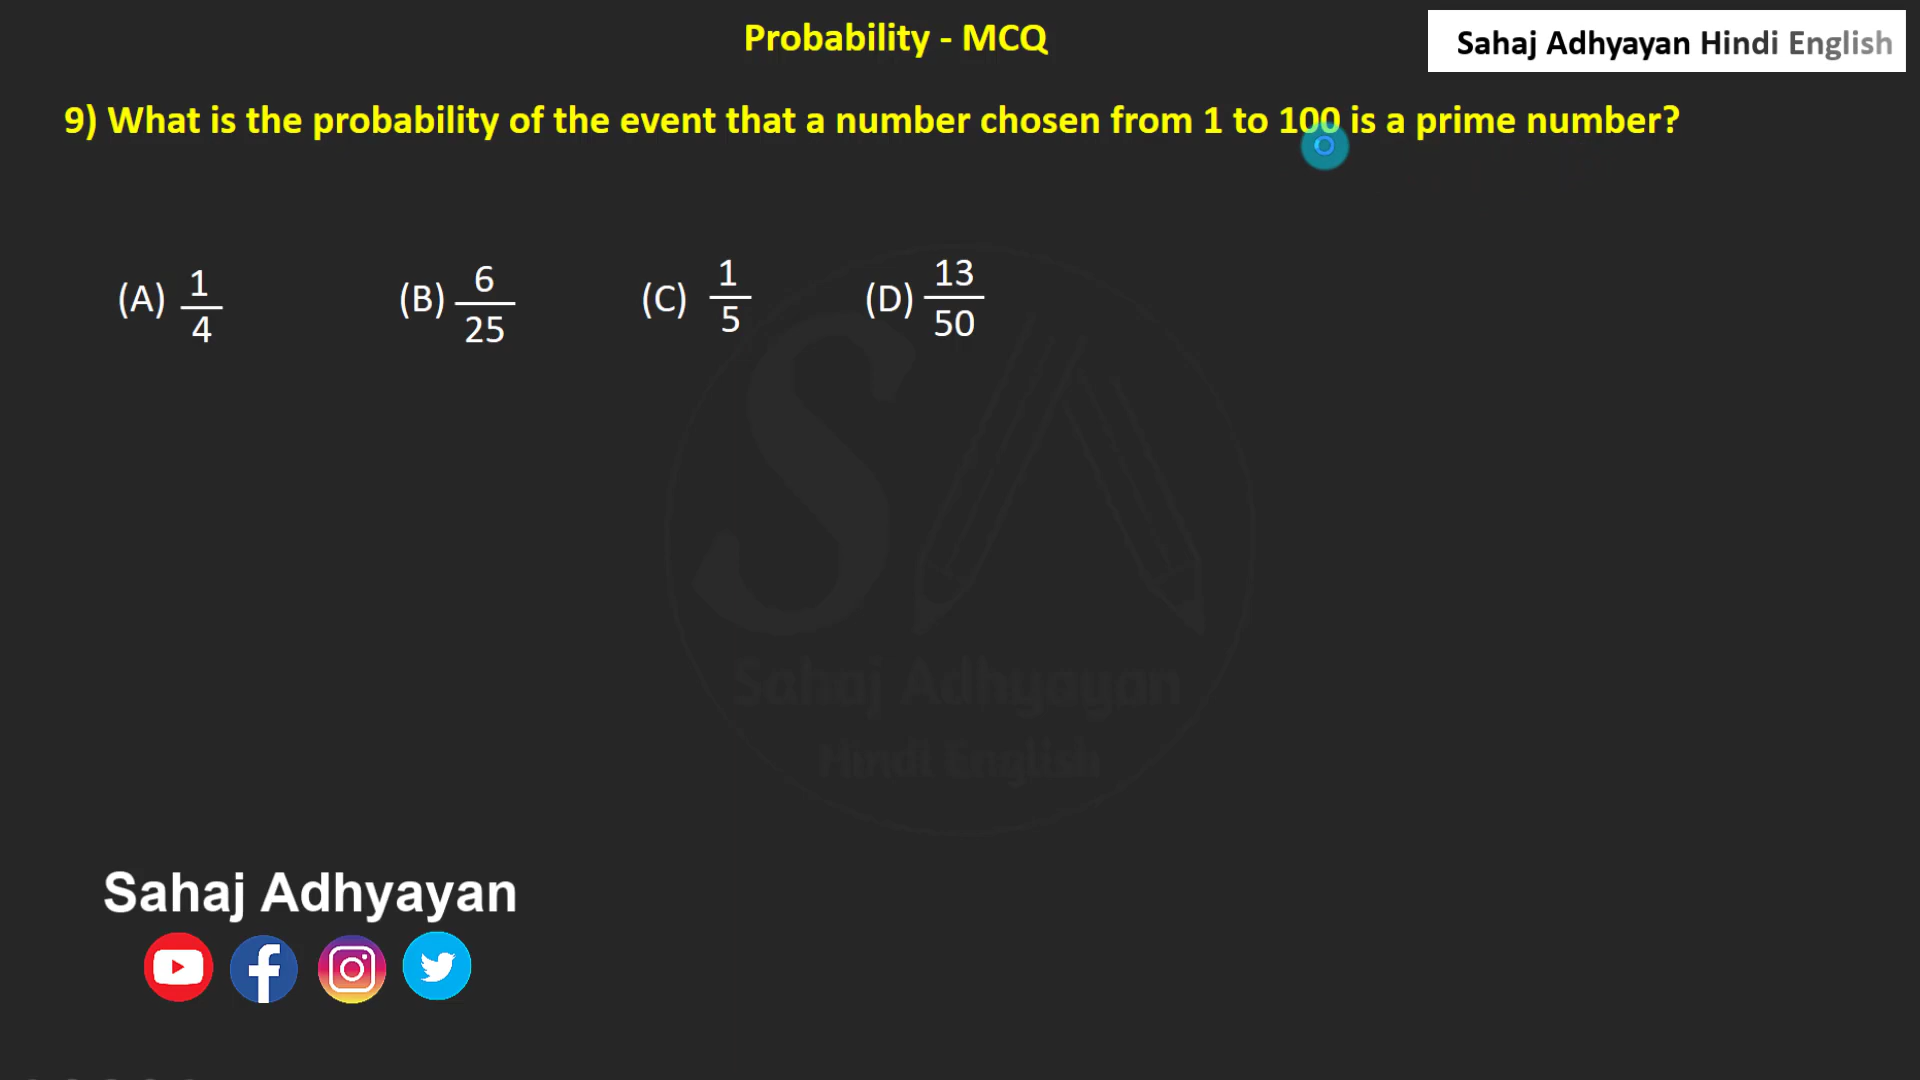 Probability - MCQ
Sahaj Adhyayan Hindi English
9) What is the probability of the event that a number chosen from 1 to 100 is a prime number?
(A) 1/4 (B) 6/25 (C) 1/5 (D) 13/50
Sahaj Adhyayan
Hindi English
Sahaj Adhyayan